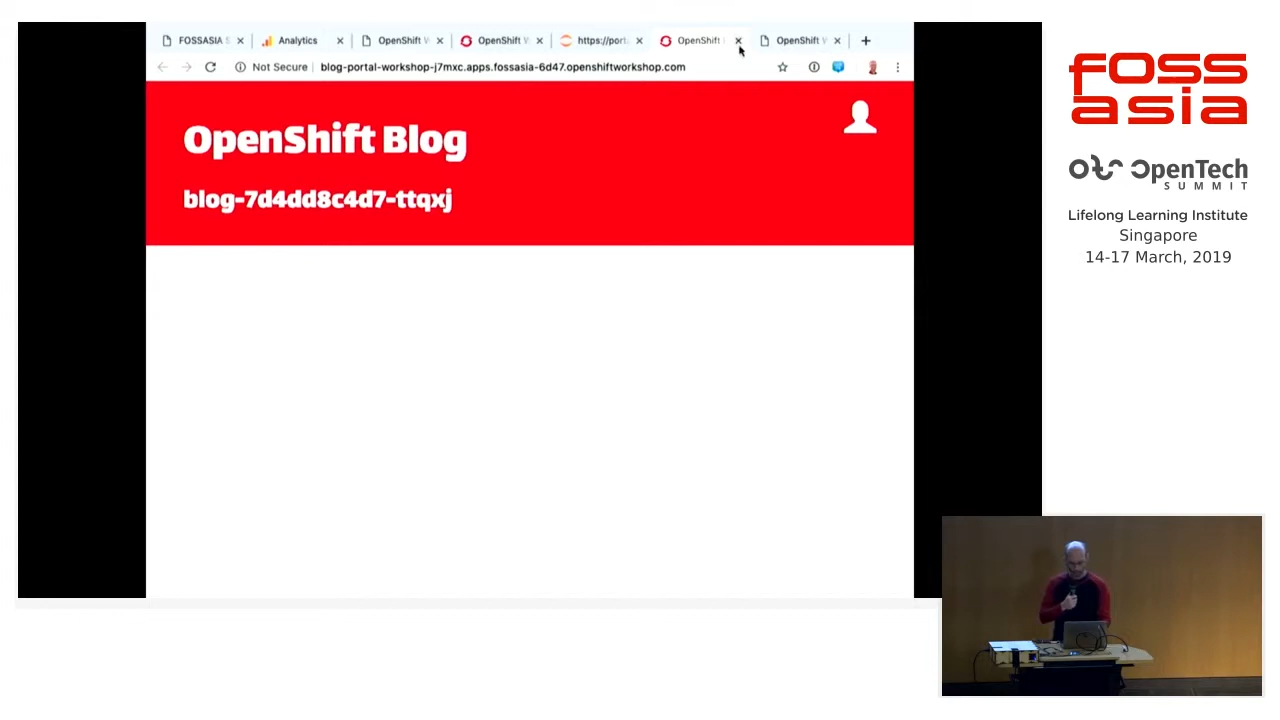 FOSSASIA S
Analytics
OpenShift W
OpenShift W
https://port
OpenShift
OpenShift W
Not Secure
blog-portal-workshop-j7mxc.apps.fossasia-6d47.openshiftworkshop.com
OpenShift Blog
blog-7d4dd8c4d7-ttqxj
foss
asia
OpenTech
SUMMIT
Lifelong Learning Institute
Singapore
14-17 March, 2019